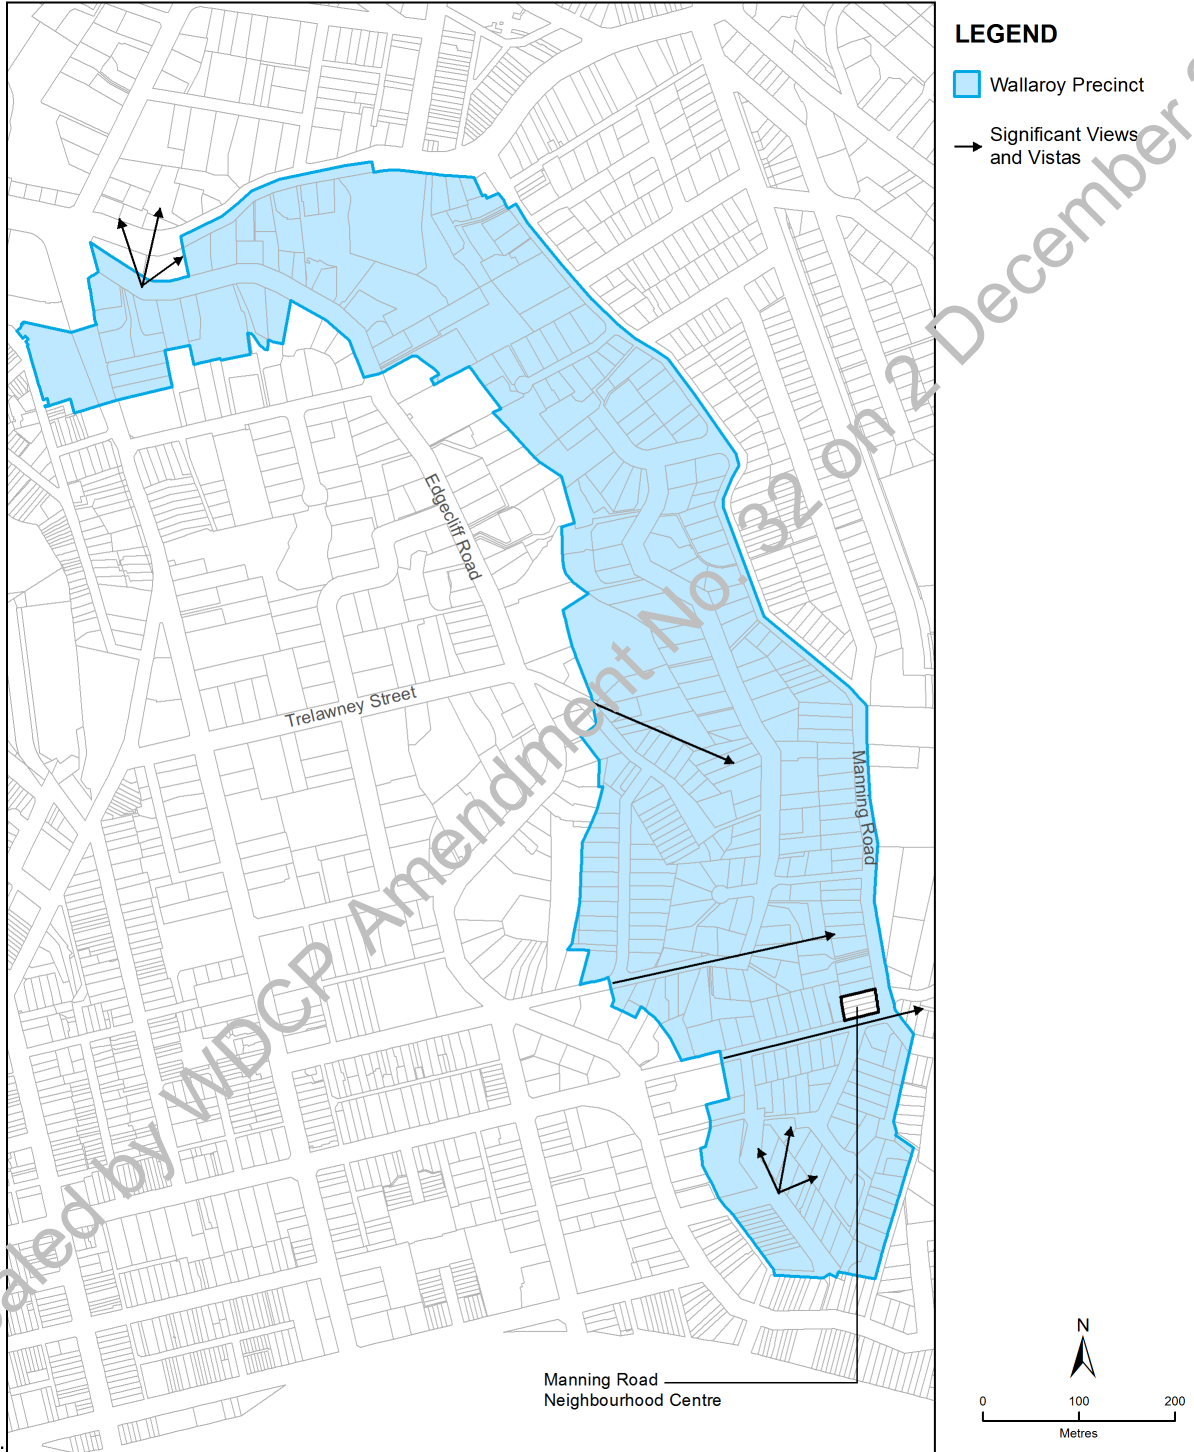 LEGEND
Wallaroy Precinct
Significant Views
and Vistas
Edgecliff Road
Trelawney Street
Manning Road
Manning Road
Neighbourhood Centre
N
0 100 200
Metres
by WDCP Amendment No. 32 on 2 December